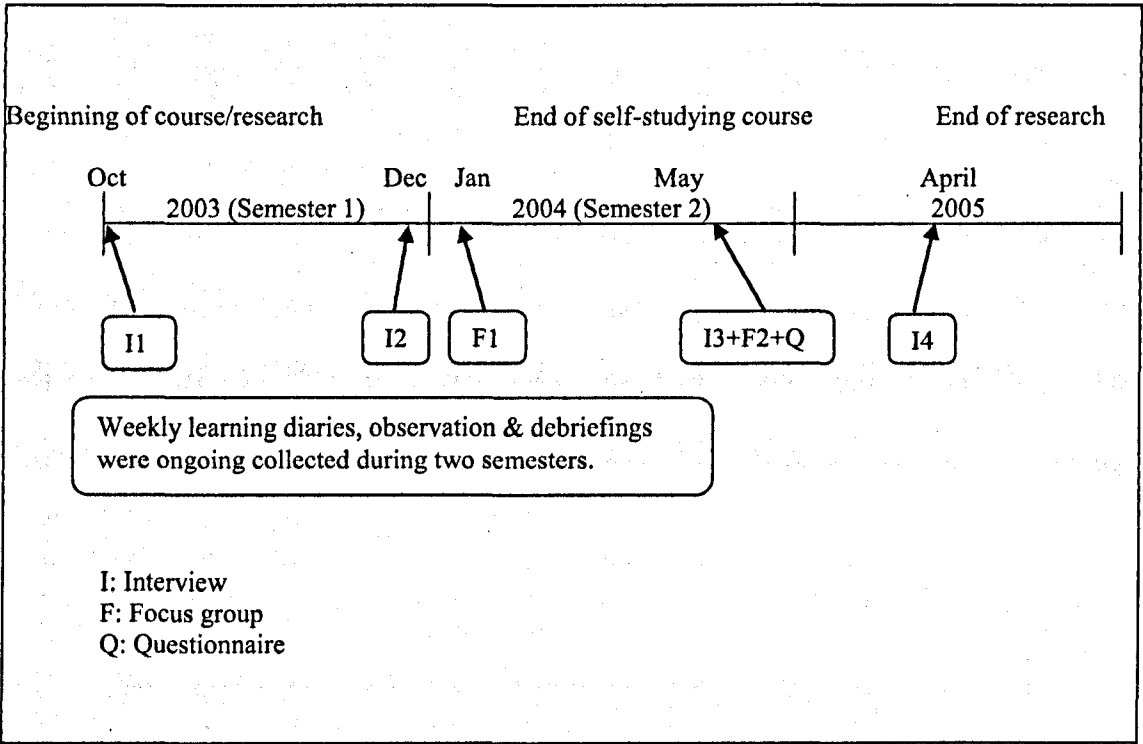 Beginning of course/research End of self-studying course End of research
Oct Dec Jan May April
2003 (Semester 1) 2004 (Semester 2) 2005
I1 I2 F1 I3+F2+Q I4
Weekly learning diaries, observation & debriefings
were ongoing collected during two semesters.
I: Interview
F: Focus group
Q: Questionnaire